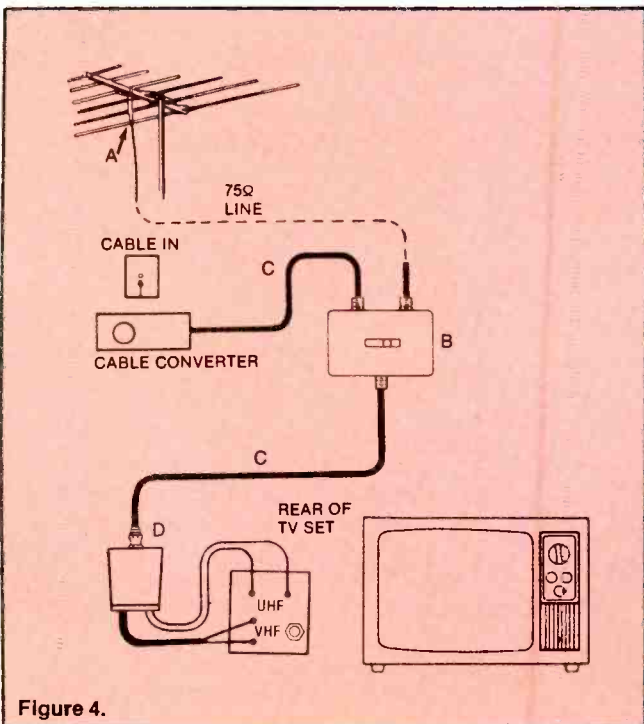 A
75Ω
LINE
CABLE IN
C
CABLE CONVERTER
B
C
REAR OF
TV SET
D
UHF
VHF
Figure 4.